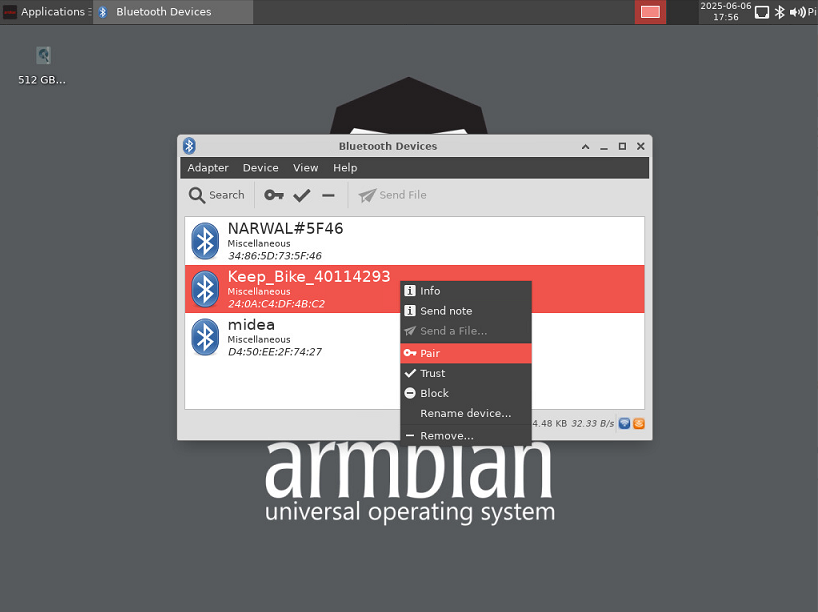 Applications
Bluetooth Devices
2025-06-06
17:56
Pi
512 GB...
Bluetooth Devices
Adapter Device View Help
Search
Send File
NARWAL#5F46
Miscellaneous
34:86:5D:73:5F:46
Keep_Bike_40114293
Miscellaneous
24:0A:C4:DF:4B:C2
midea
Miscellaneous
D4:50:EE:2F:74:27
Info
Send note
Send a File...
Pair
Trust
Block
Rename device...
Remove...
4.48 KB 32.33 B/s
armbian
universal operating system